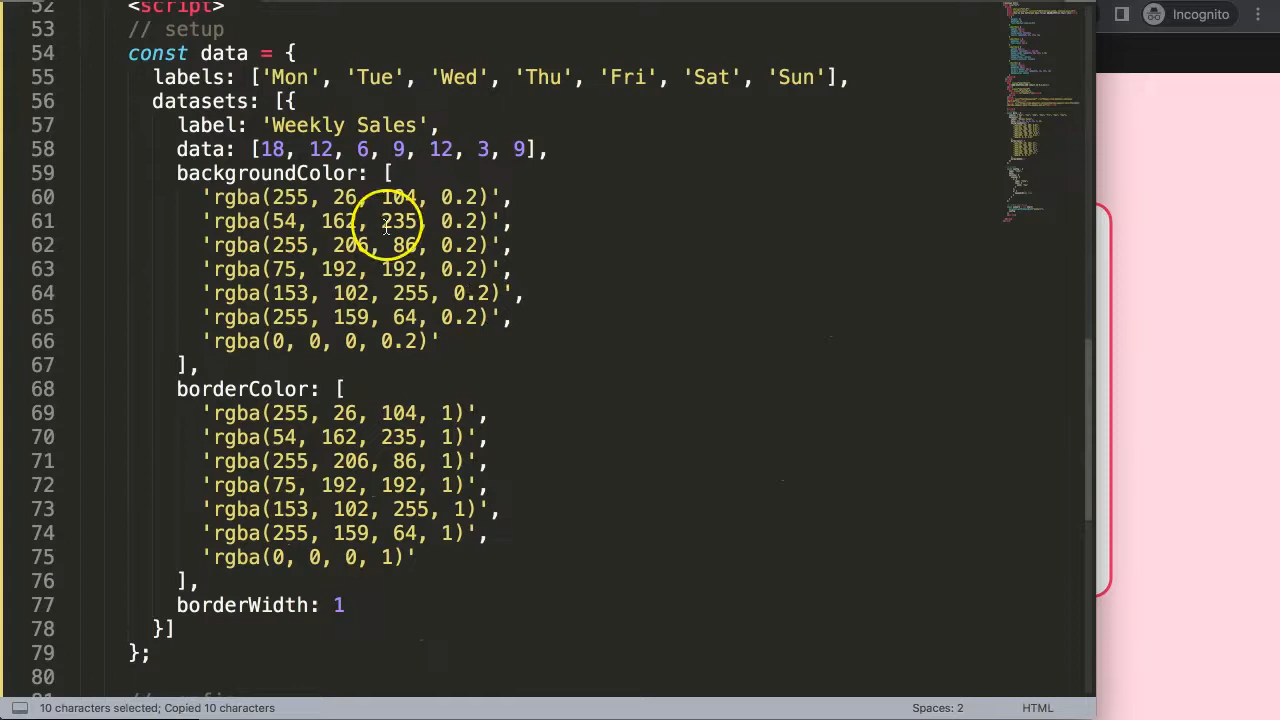 Incognito
52 <script>
53 // setup
54 const data = {
55 labels: ['Mon', 'Tue', 'Wed', 'Thu', 'Fri', 'Sat', 'Sun'],
56 datasets: [{
57 label: 'Weekly Sales',
58 data: [18, 12, 6, 9, 12, 3, 9],
59 backgroundColor: [
60 'rgba(255, 26, 104, 0.2)',
61 'rgba(54, 162, 235, 0.2)',
62 'rgba(255, 206, 86, 0.2)',
63 'rgba(75, 192, 192, 0.2)',
64 'rgba(153, 102, 255, 0.2)',
65 'rgba(255, 159, 64, 0.2)',
66 'rgba(0, 0, 0, 0.2)'
67 ],
68 borderColor: [
69 'rgba(255, 26, 104, 1)',
70 'rgba(54, 162, 235, 1)',
71 'rgba(255, 206, 86, 1)',
72 'rgba(75, 192, 192, 1)',
73 'rgba(153, 102, 255, 1)',
74 'rgba(255, 159, 64, 1)',
75 'rgba(0, 0, 0, 1)'
76 ],
77 borderWidth: 1
78 }]
79 };
80
10 characters selected; Copied 10 characters
Spaces: 2
HTML